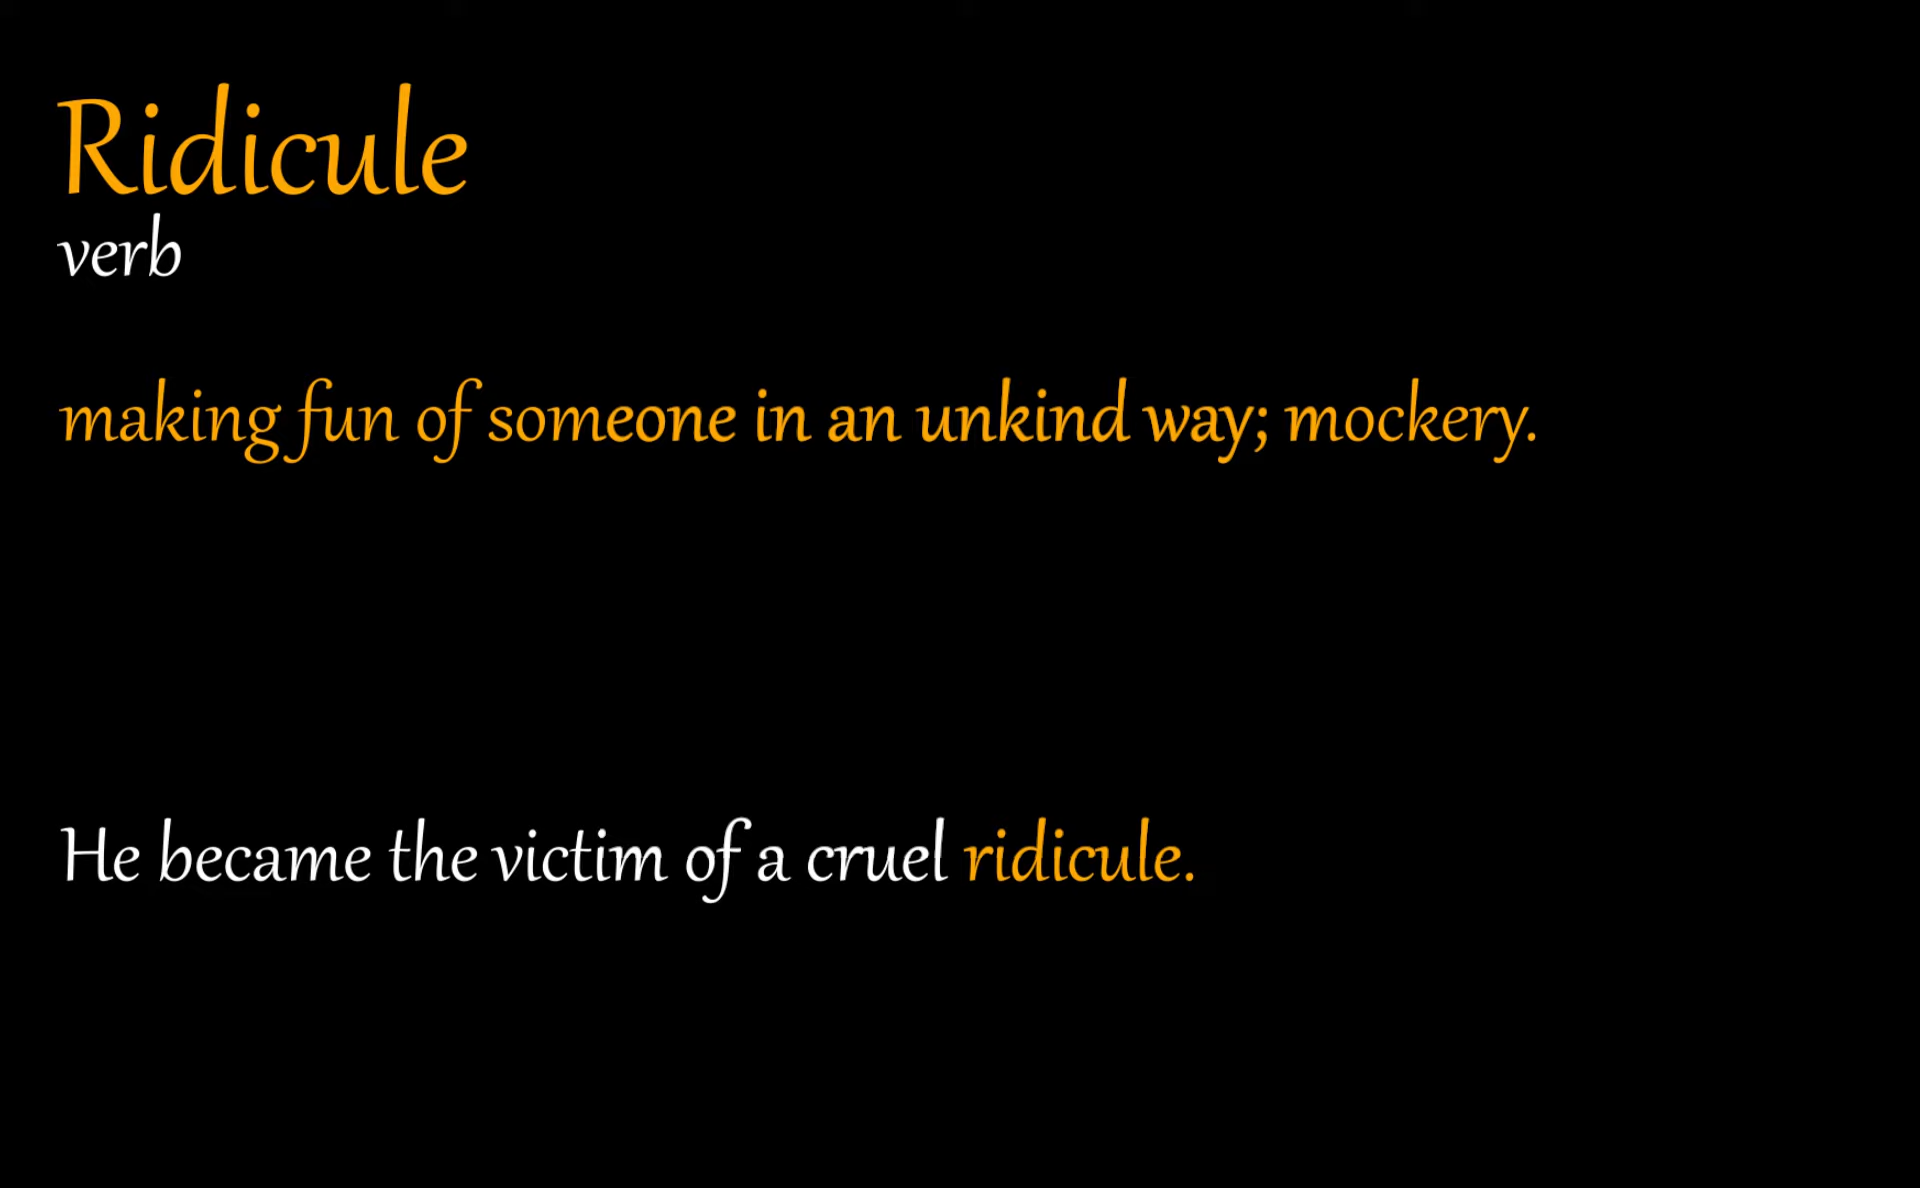 Ridicule
verb
making fun of someone in an unkind way; mockery.
He became the victim of a cruel ridicule.